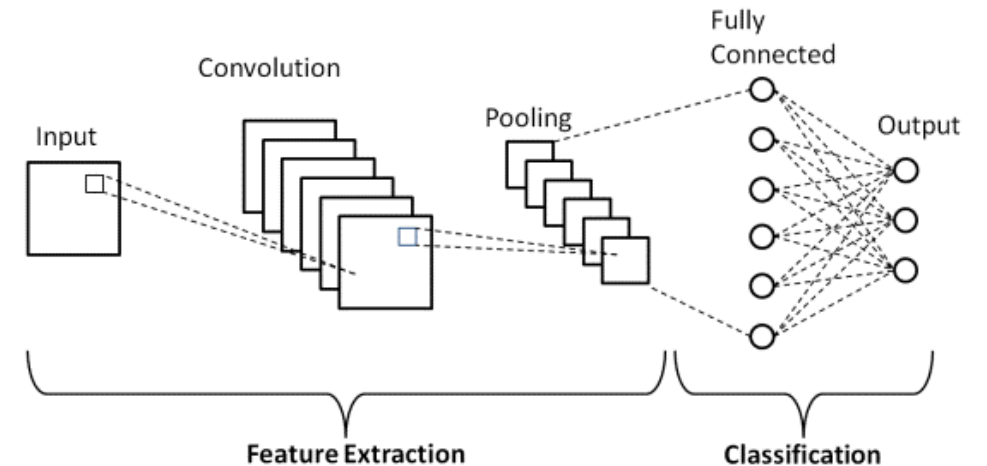 Fully
Connected
Convolution
Pooling
Output
Input
Feature Extraction
Classification